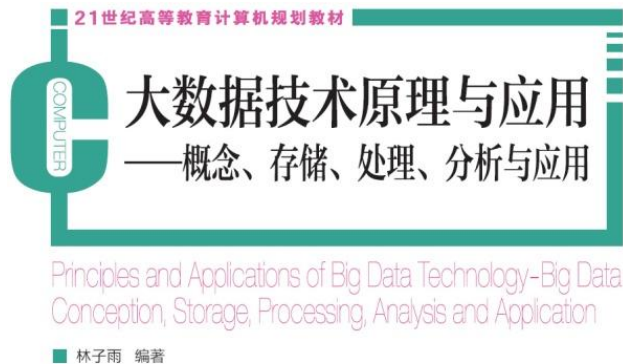 21世纪高等教育计算机规划教材
COMPUTER
大数据技术原理与应用
——概念、存储、处理、分析与应用
Principles and Applications of Big Data Technology–Big Data
Conception, Storage, Processing, Analysis and Application
林子雨 编著